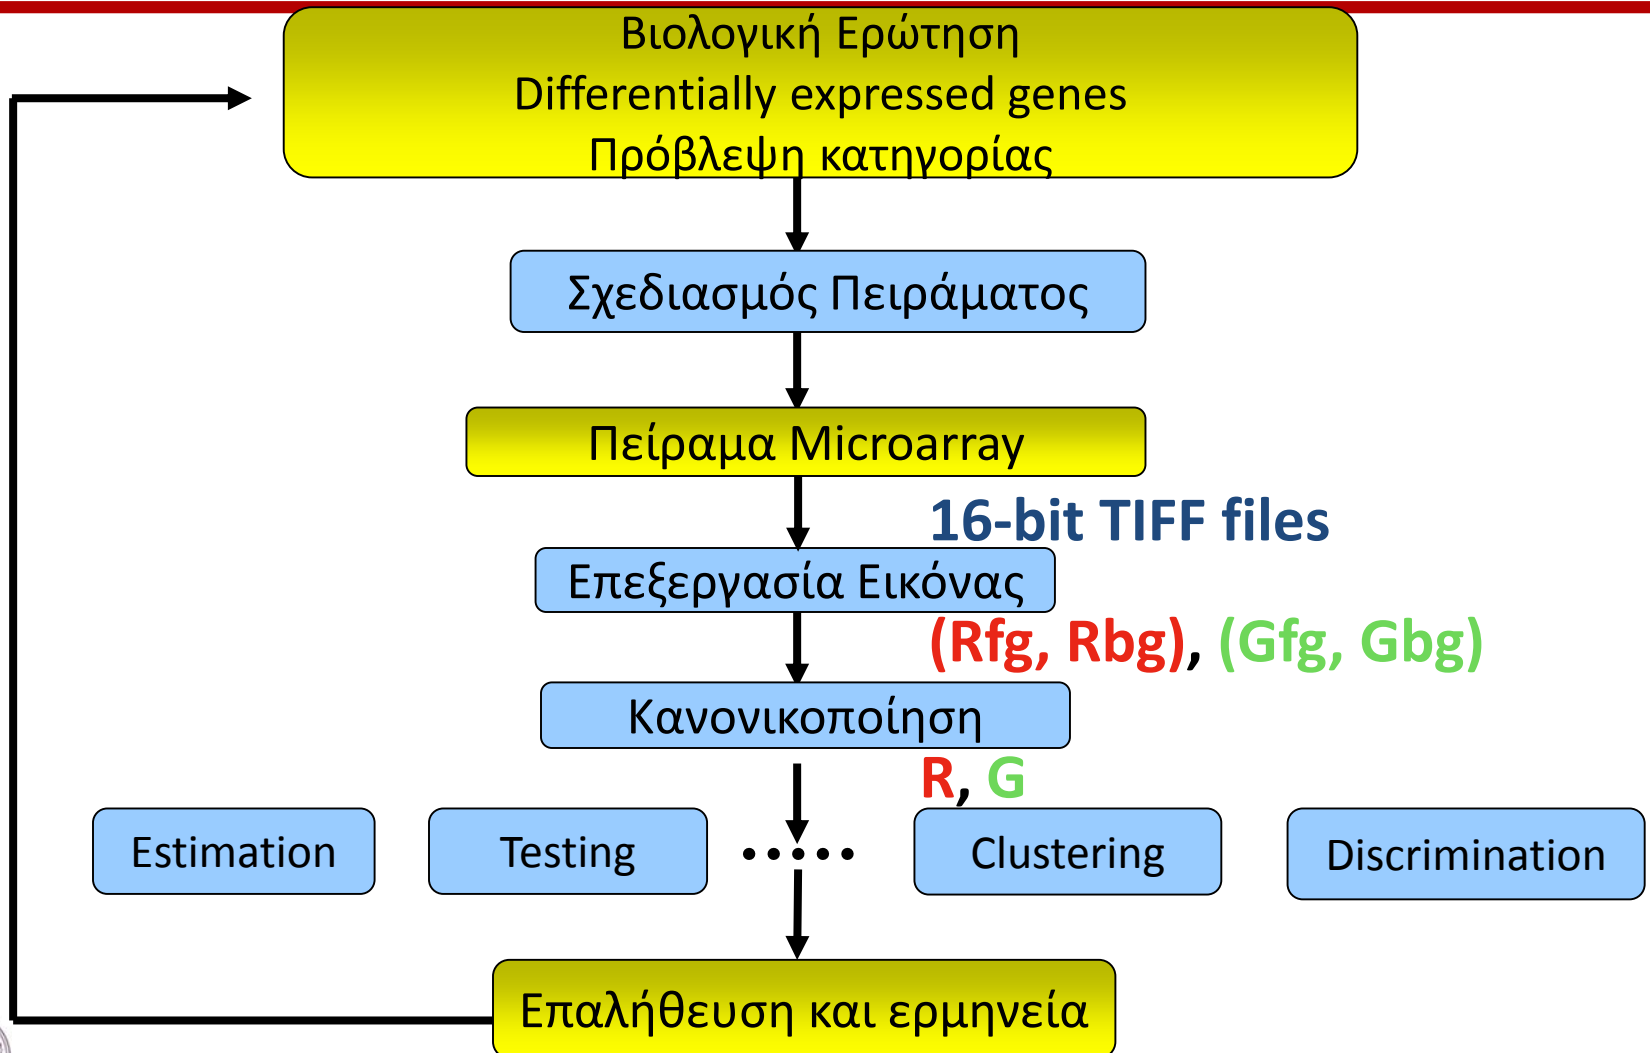 Βιολογική Ερώτηση
Differentially expressed genes
Πρόβλεψη κατηγορίας
Σχεδιασμός Πειράματος
Πείραμα Microarray
16-bit TIFF files
Επεξεργασία Εικόνας
(Rfg, Rbg), (Gfg, Gbg)
Κανονικοποίηση
R, G
Estimation
Testing
.....
Clustering
Discrimination
Επαλήθευση και ερμηνεία